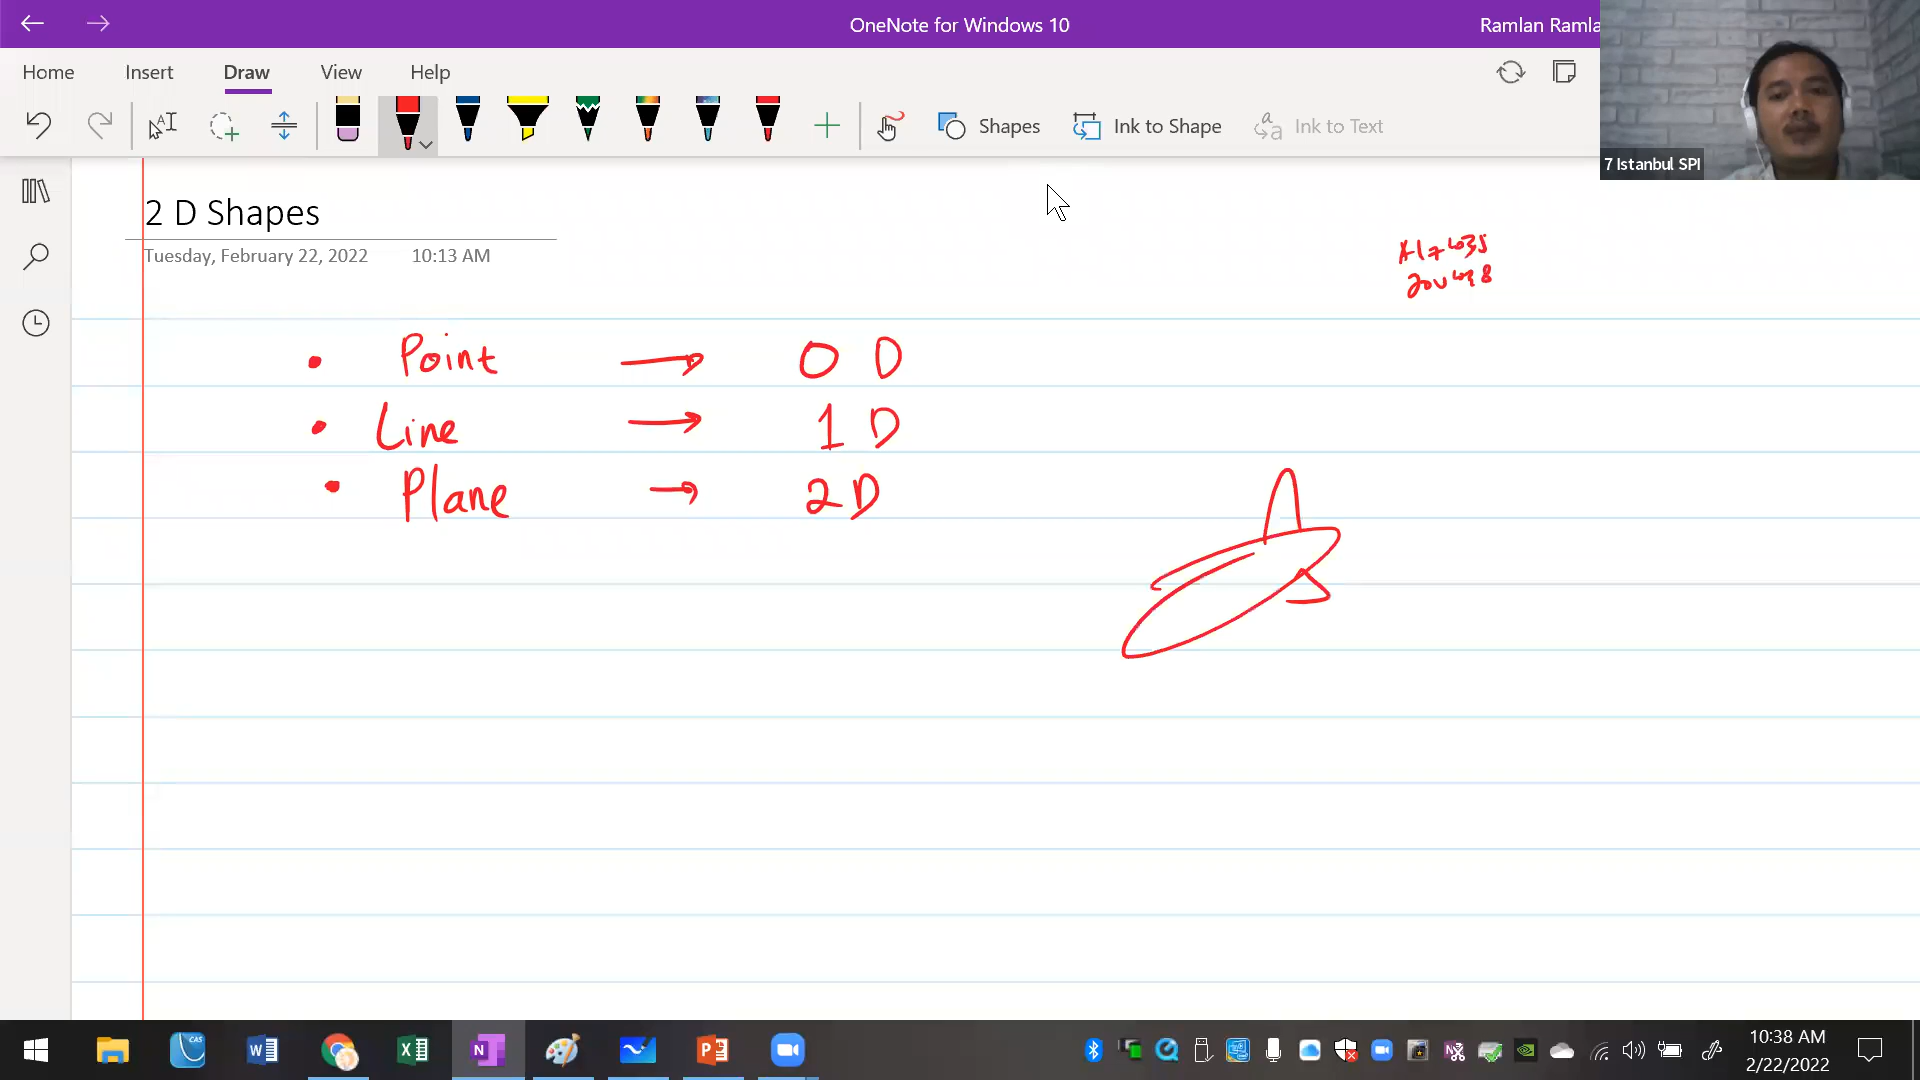 OneNote for Windows 10
Ramlan Ramla
Home Insert Draw View Help
Shapes Ink to Shape Ink to Text
7 Istanbul SPI
2 D Shapes
Tuesday, February 22, 2022 10:13 AM
• Point → 0 D
• Line → 1 D
• Plane → 2D
10:38 AM
2/22/2022